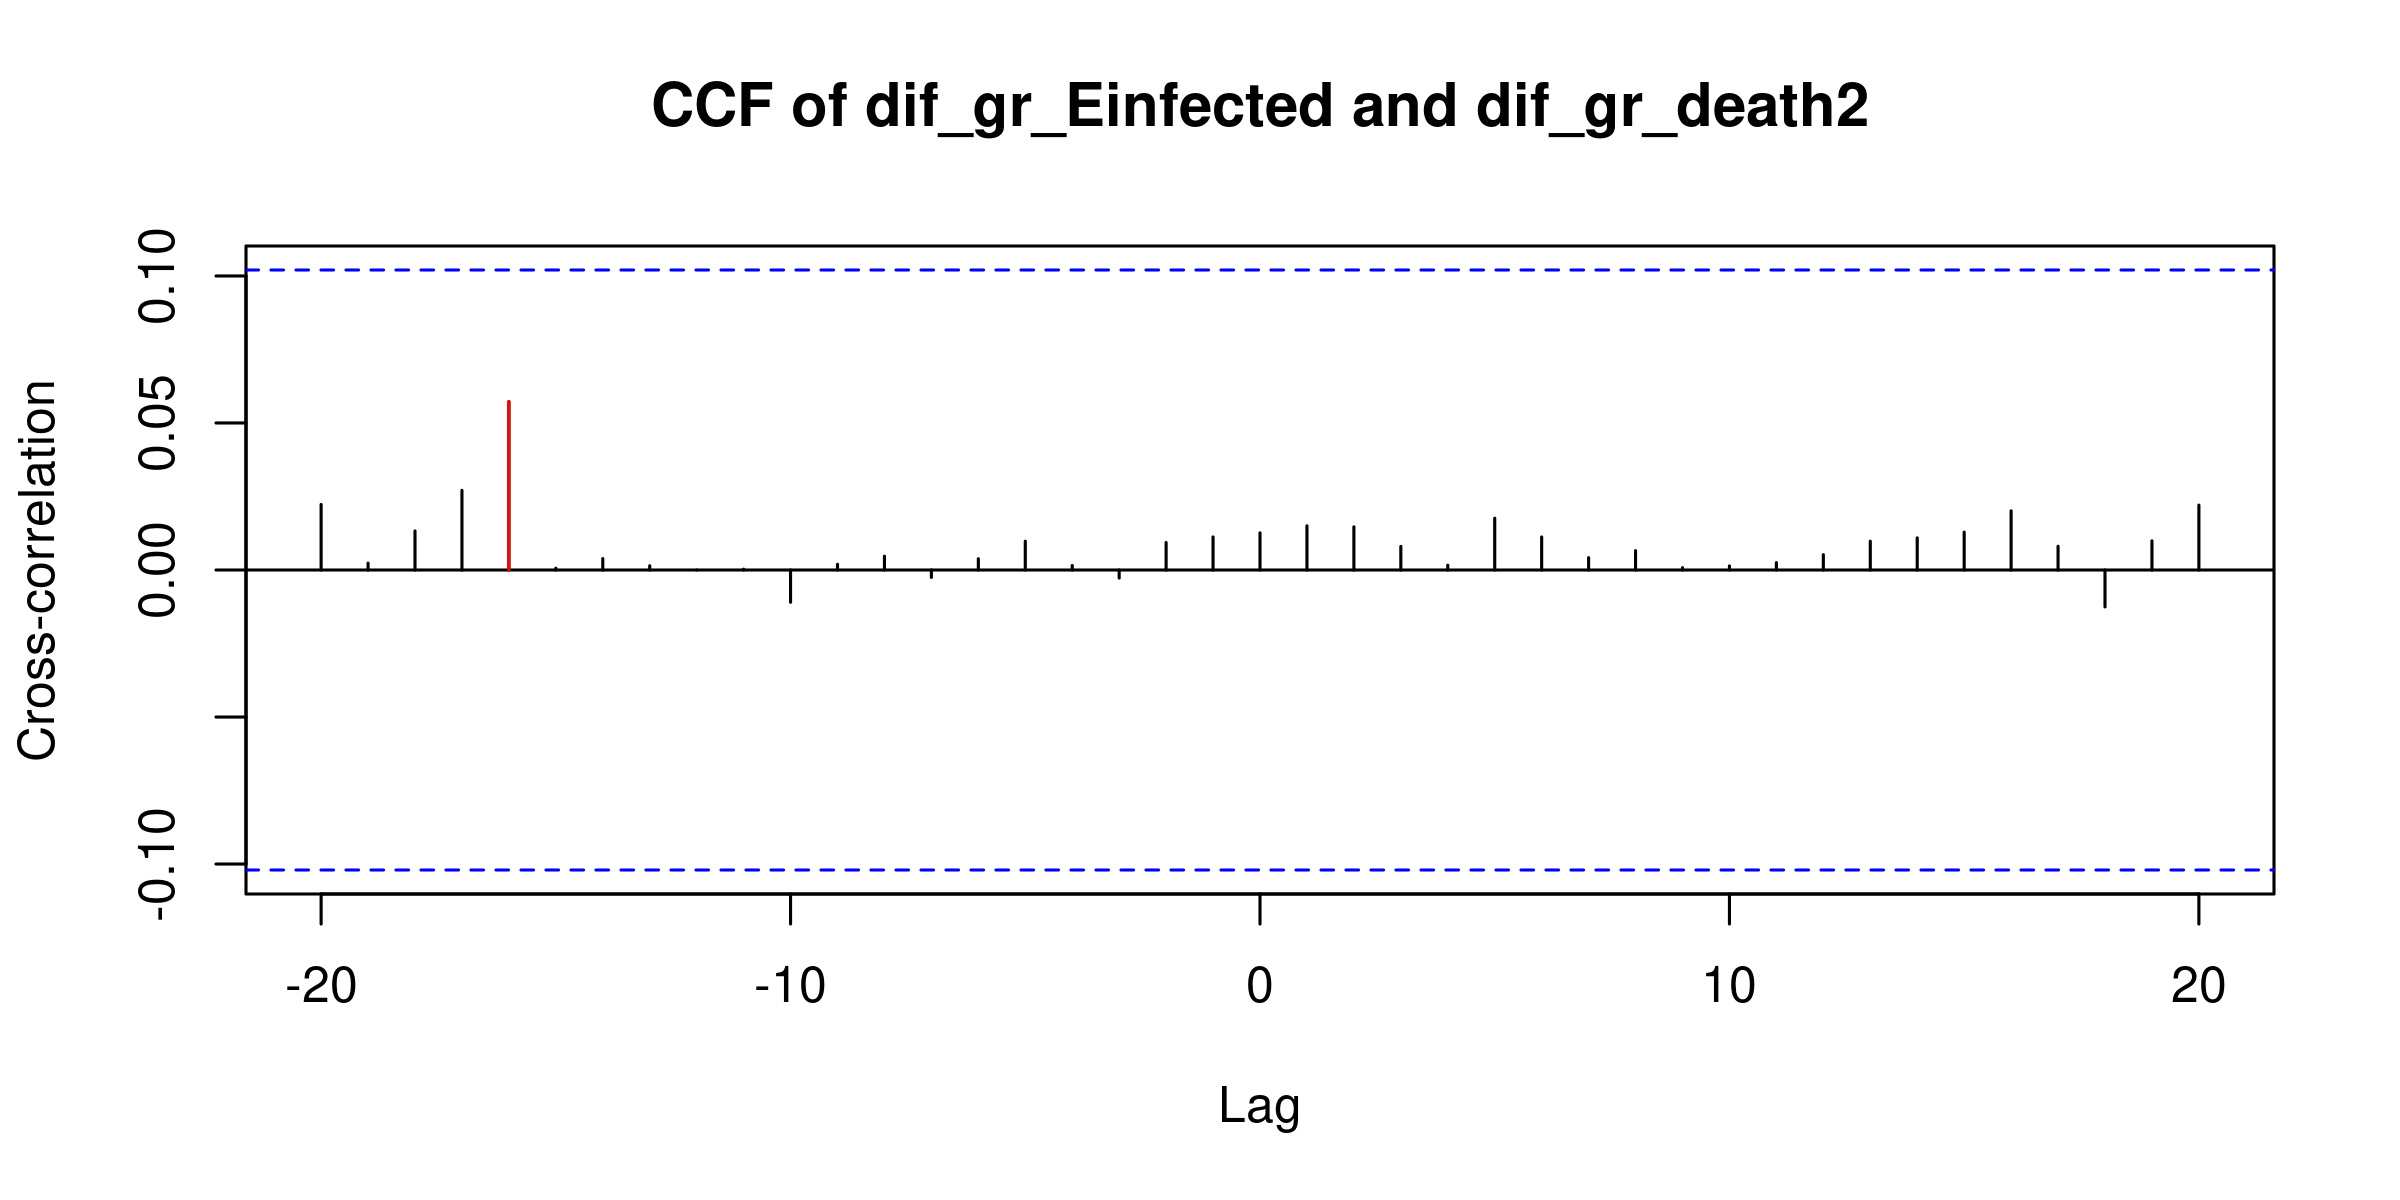 CCF of dif_gr_Einfected and dif_gr_death2
Cross-correlation
0.10
0.05
0.00
-0.10
-20 -10 0 10 20
Lag